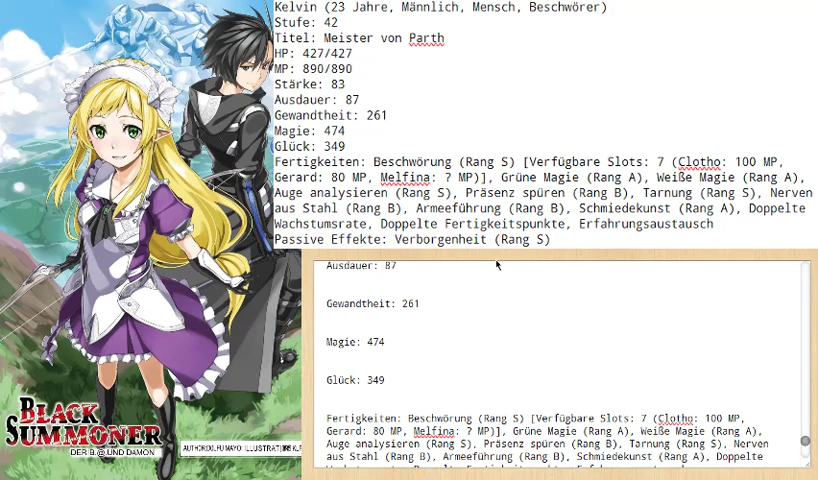 Kelvin (23 Jahre, Männlich, Mensch, Beschwörer)
Stufe: 42
Titel: Meister von Parth
HP: 427/427
MP: 890/890
Stärke: 83
Ausdauer: 87
Gewandtheit: 261
Magie: 474
Glück: 349
Fertigkeiten: Beschwörung (Rang S) [Verfügbare Slots: 7 (Clotho: 100 MP,
Gerard: 80 MP, Melfina: ? MP)], Grüne Magie (Rang A), Weiße Magie (Rang A),
Auge analysieren (Rang S), Präsenz spüren (Rang B), Tarnung (Rang S), Nerven
aus Stahl (Rang B), Armeeführung (Rang B), Schmiedekunst (Rang A), Doppelte
Wachstumsrate, Doppelte Fertigkeitspunkte, Erfahrungsaustausch
Passive Effekte: Verborgenheit (Rang S)
Ausdauer: 87
Gewandtheit: 261
Magie: 474
Glück: 349
Fertigkeiten: Beschwörung (Rang S) [Verfügbare Slots: 7 (Clotho: 100 MP,
Gerard: 80 MP, Melfina: ? MP)], Grüne Magie (Rang A), Weiße Magie (Rang A),
Auge analysieren (Rang S), Präsenz spüren (Rang B), Tarnung (Rang S), Nerven
aus Stahl (Rang B), Armeeführung (Rang B), Schmiedekunst (Rang A), Doppelte
BLACK
SUMMONER
UND DÄMON